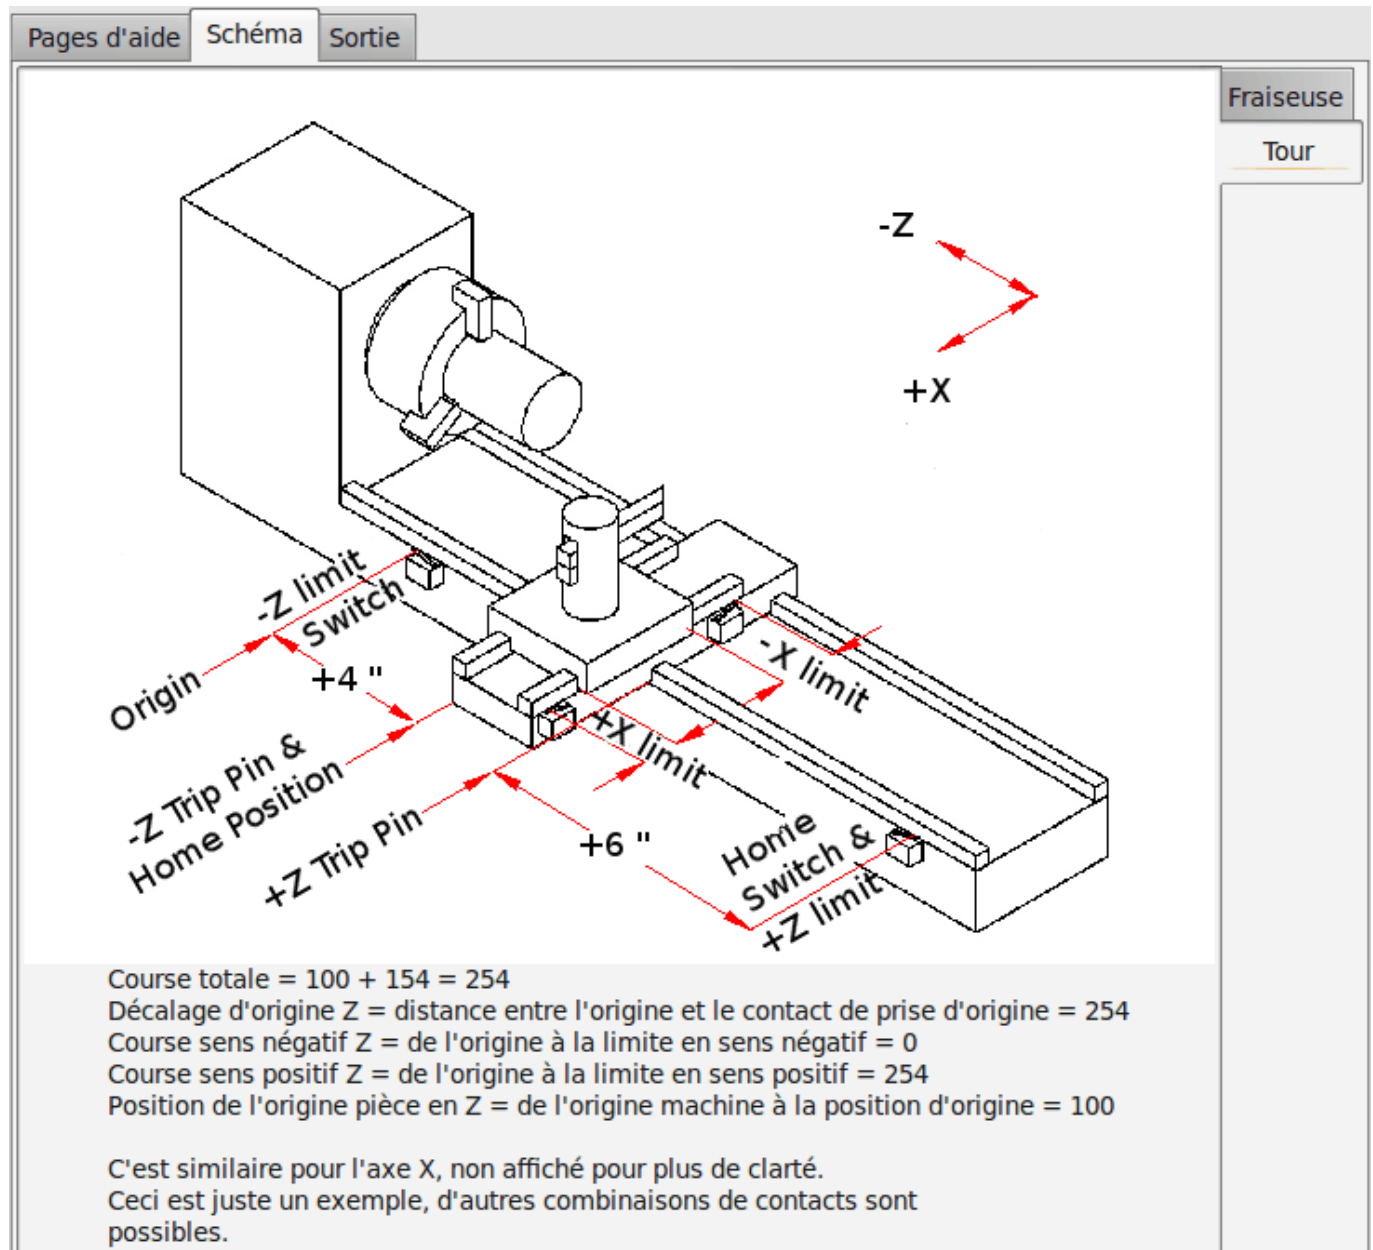 Pages d'aide
Schéma
Sortie
Fraiseuse
Tour
-Z
+X
-Z limit
Switch
Origin
+4 "
-X limit
+X limit
-Z Trip Pin &
Home Position
+Z Trip Pin
+6 "
Home
Switch &
+Z limit
Course totale = 100 + 154 = 254
Décalage d'origine Z = distance entre l'origine et le contact de prise d'origine = 254
Course sens négatif Z = de l'origine à la limite en sens négatif = 0
Course sens positif Z = de l'origine à la limite en sens positif = 254
Position de l'origine pièce en Z = de l'origine machine à la position d'origine = 100
C'est similaire pour l'axe X, non affiché pour plus de clarté.
Ceci est juste un exemple, d'autres combinaisons de contacts sont
possibles.